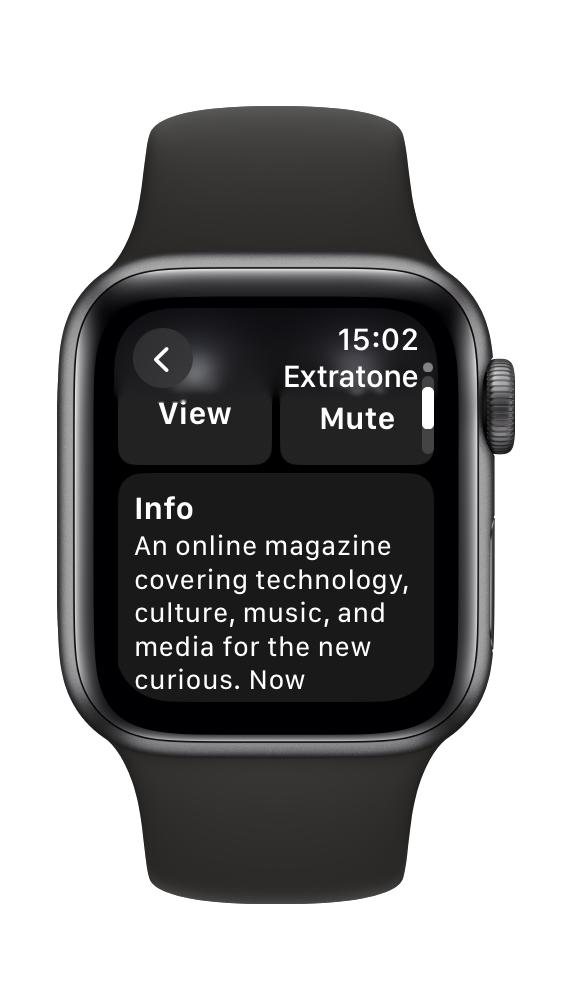 15:02
Extratone
View
Mute
Info
An online magazine
covering technology,
culture, music, and
media for the new
curious. Now